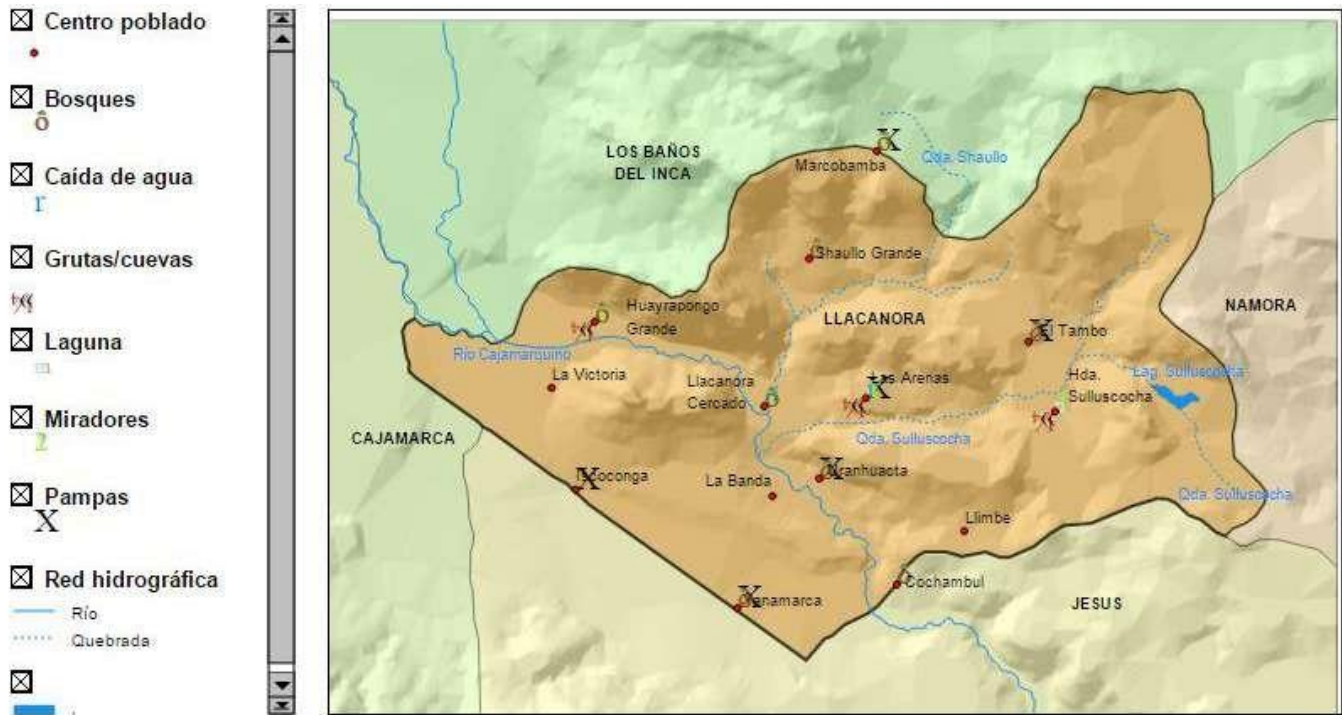 Centro poblado
Bosques
Caída de agua
Grutas/cuevas
Laguna
Miradores
Pampas
X
Red hidrográfica
Río
Quebrada
LOS BAÑOS
DEL INCA
Marcobamba
X
Qda. Shaullo
Shaullo Grande
NAMORA
Huayrapongo
Grande
LLACANORA
X
El Tambo
Río Cajamarquino
La Victoria
Llacanora
Cercado
X
Las Arenas
Hda.
Sulluscocha
Lag. Sulluscocha
CAJAMARCA
Qda. Sulluscocha
X
X
La Banda
Qda. Sulluscocha
Llimbe
X
Cochambul
JESUS